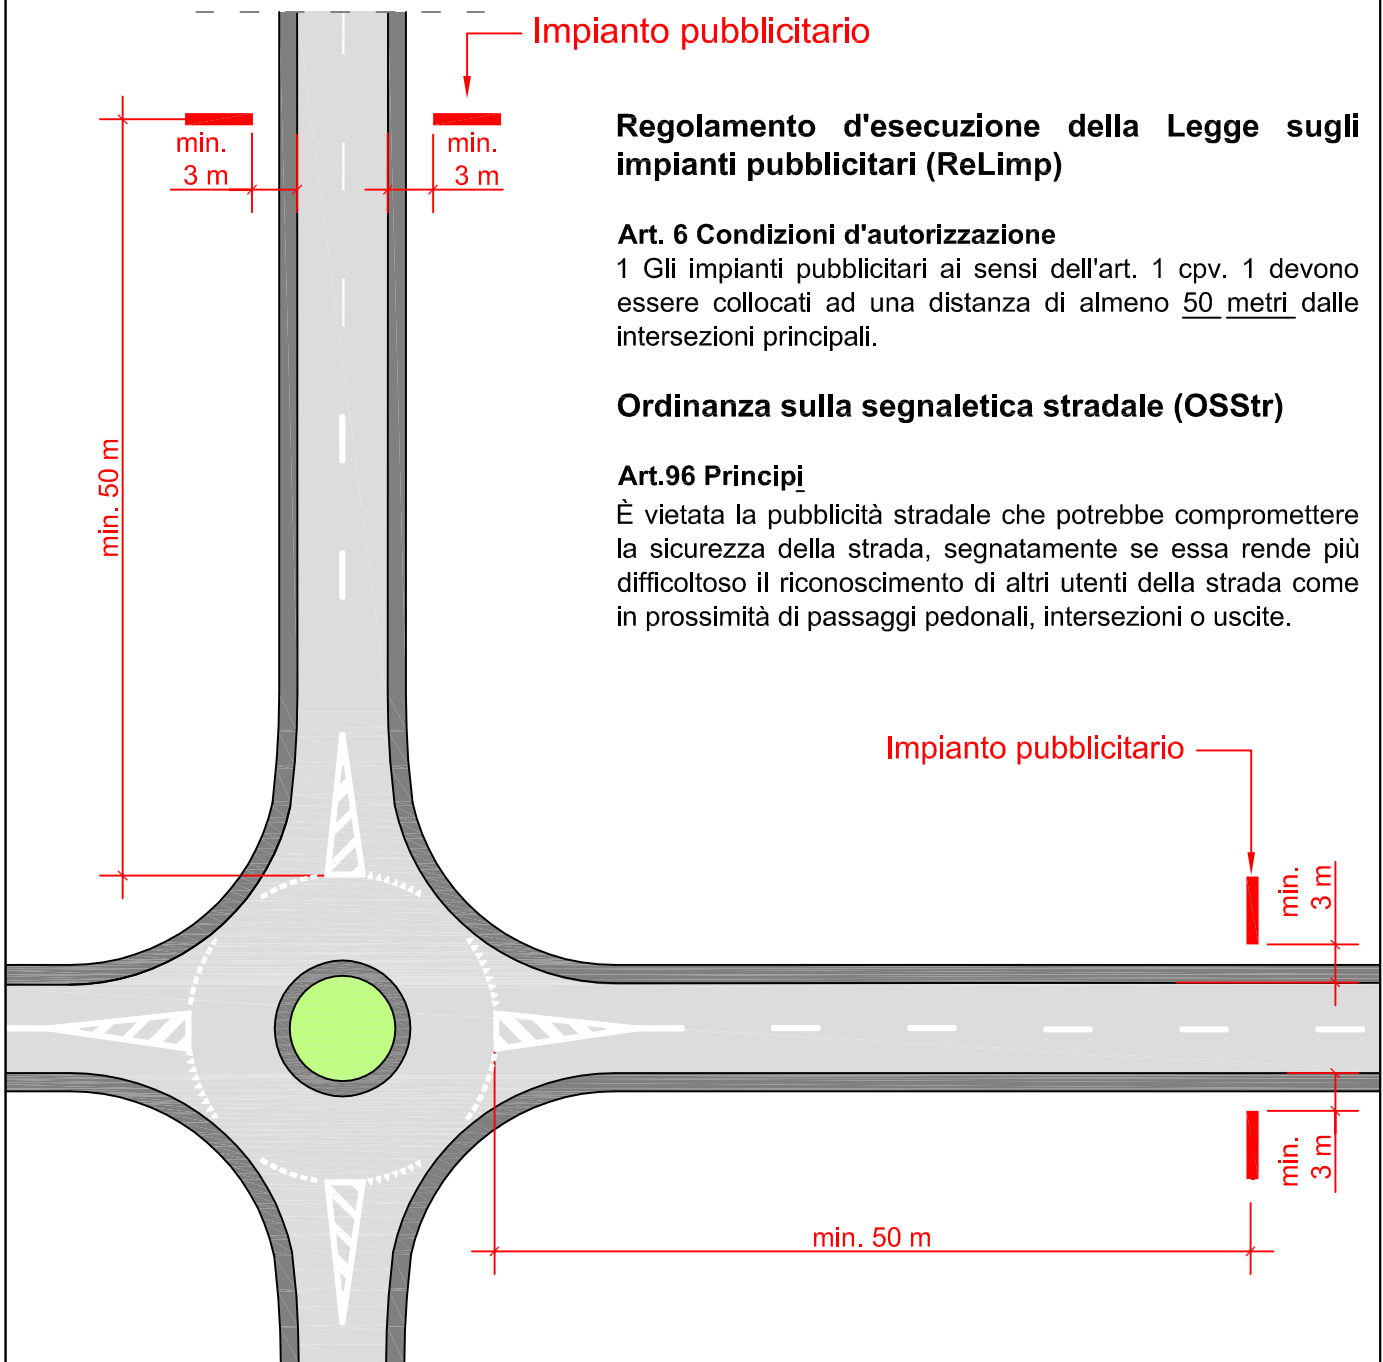 Impianto pubblicitario
min.
3 m
min.
3 m
Regolamento d'esecuzione della Legge sugli
impianti pubblicitari (ReLimp)
Art. 6 Condizioni d'autorizzazione
1 Gli impianti pubblicitari ai sensi dell'art. 1 cpv. 1 devono
essere collocati ad una distanza di almeno 50 metri dalle
intersezioni principali.
Ordinanza sulla segnaletica stradale (OSStr)
Art.96 Principi
È vietata la pubblicità stradale che potrebbe compromettere
la sicurezza della strada, segnatamente se essa rende più
difficoltoso il riconoscimento di altri utenti della strada come
in prossimità di passaggi pedonali, intersezioni o uscite.
min. 50 m
Impianto pubblicitario
min.
3 m
min.
3 m
min. 50 m